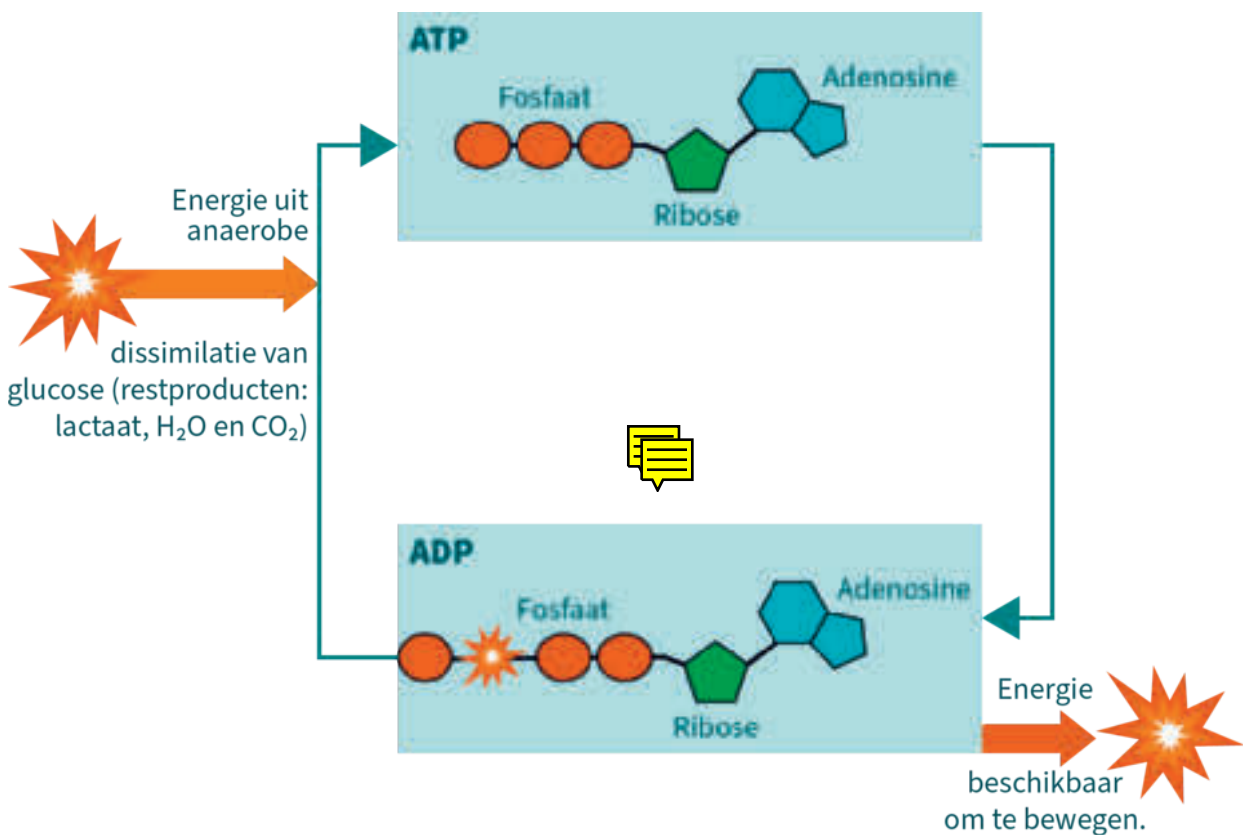 ATP
Fosfaat
Adenosine
Ribose
Energie uit
anaerobe
dissimilatie van
glucose (restproducten:
lactaat, H₂O en CO₂)
ADP
Fosfaat
Adenosine
Ribose
Energie
beschikbaar
om te bewegen.